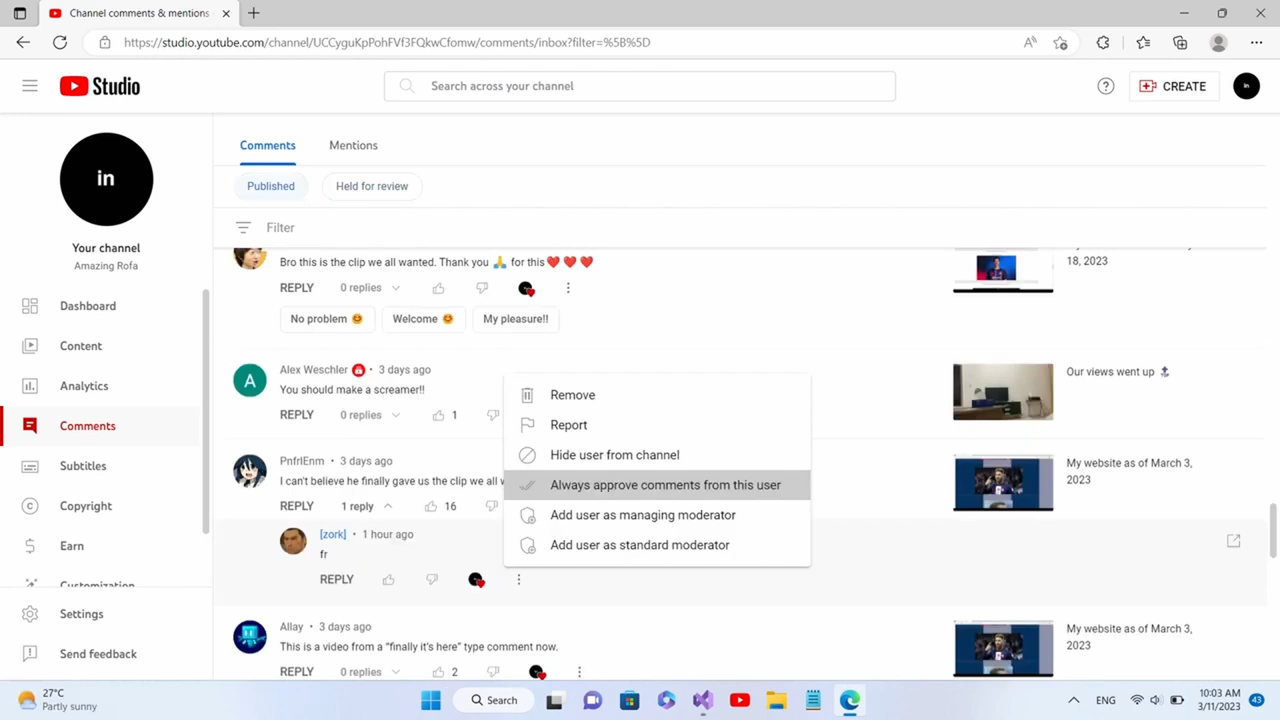 Channel comments & mentions
https://studio.youtube.com/channel/UCCyguKpPohFVf3FQkwCfomw/comments/inbox?filter=%5B%5D
Studio
Search across your channel
CREATE
in
in
Your channel
Amazing Rofa
Dashboard
Content
Analytics
Comments
Subtitles
Copyright
Earn
Customization
Settings
Send feedback
Comments
Mentions
Published
Held for review
Filter
Bro this is the clip we all wanted. Thank you 🙏 for this❤️❤️❤️
18, 2023
REPLY
0 replies
No problem 😊
Welcome 😊
My pleasure!!
Alex Weschler • 3 days ago
You should make a screamer!!
REPLY
0 replies
1
Our views went up
PnfrlEnm • 3 days ago
I can't believe he finally gave us the clip we all
REPLY
1 reply
16
My website as of March 3,
2023
Remove
Report
Hide user from channel
Always approve comments from this user
Add user as managing moderator
Add user as standard moderator
[zork] • 1 hour ago
fr
REPLY
Allay • 3 days ago
This is a video from a "finally it's here" type comment now.
REPLY
0 replies
2
My website as of March 3,
2023
27°C
Partly sunny
Search
ENG
10:03 AM
3/11/2023
43